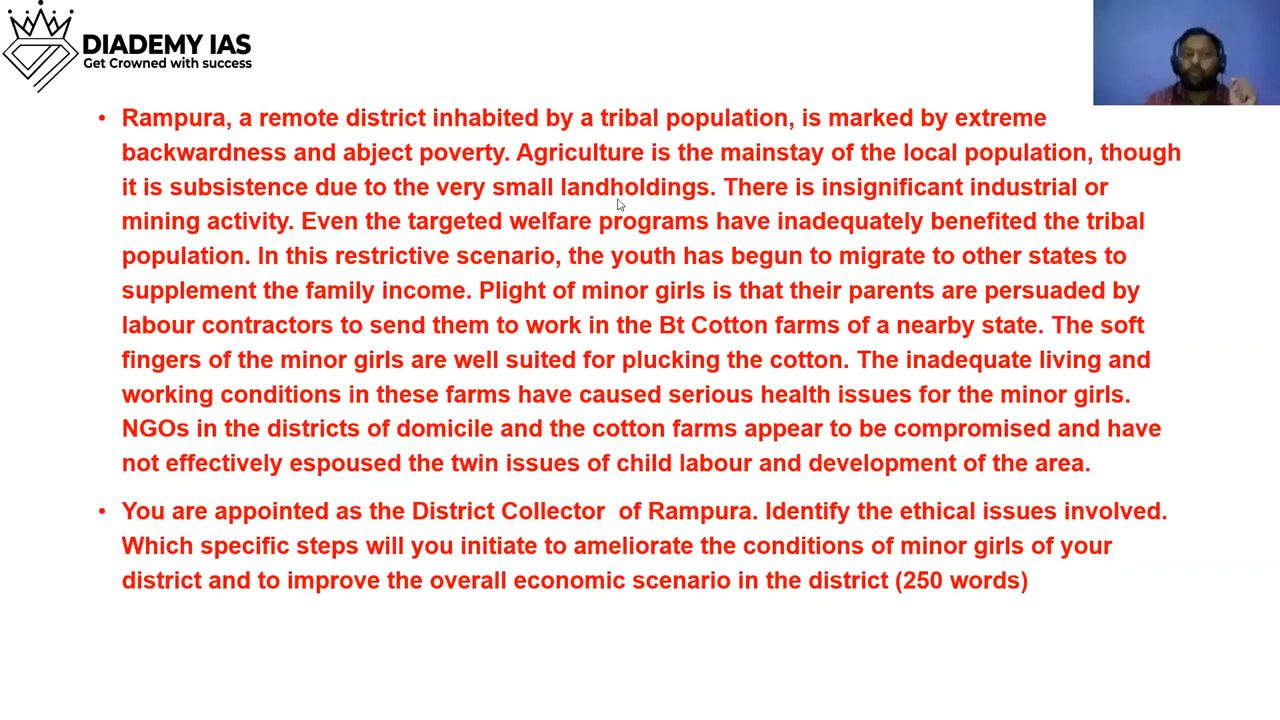 DIADEMY IAS
Get Crowned with success
• Rampura, a remote district inhabited by a tribal population, is marked by extreme
backwardness and abject poverty. Agriculture is the mainstay of the local population, though
it is subsistence due to the very small landholdings. There is insignificant industrial or
mining activity. Even the targeted welfare programs have inadequately benefited the tribal
population. In this restrictive scenario, the youth has begun to migrate to other states to
supplement the family income. Plight of minor girls is that their parents are persuaded by
labour contractors to send them to work in the Bt Cotton farms of a nearby state. The soft
fingers of the minor girls are well suited for plucking the cotton. The inadequate living and
working conditions in these farms have caused serious health issues for the minor girls.
NGOs in the districts of domicile and the cotton farms appear to be compromised and have
not effectively espoused the twin issues of child labour and development of the area.
• You are appointed as the District Collector of Rampura. Identify the ethical issues involved.
Which specific steps will you initiate to ameliorate the conditions of minor girls of your
district and to improve the overall economic scenario in the district (250 words)